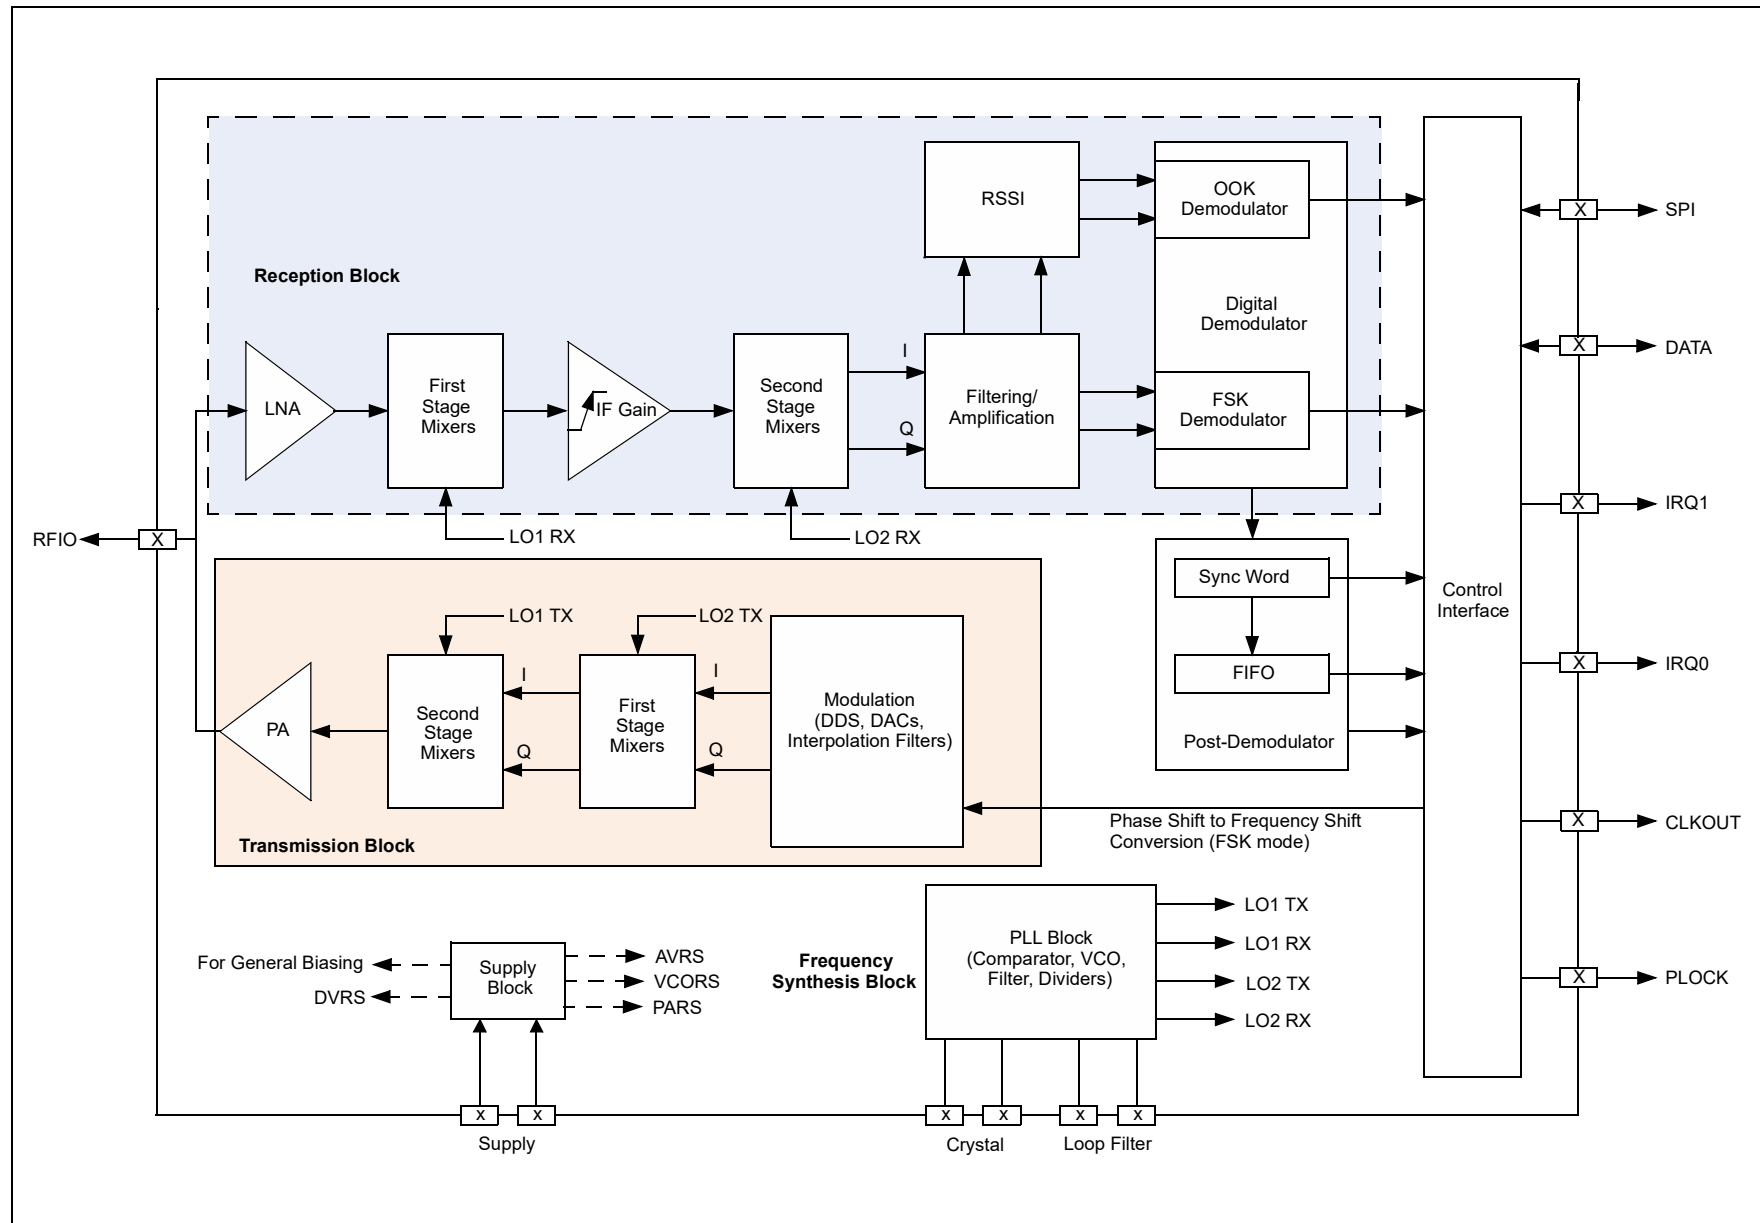 RSSI
OOK
Demodulator
X
SPI
Reception Block
Digital
Demodulator
LNA
First
Stage
Mixers
IF Gain
Second
Stage
Mixers
I
Q
Filtering/
Amplification
FSK
Demodulator
X
DATA
X
IRQ1
RFIO
X
LO1 RX
LO2 RX
Sync Word
FIFO
Post-Demodulator
Control
Interface
LO1 TX
LO2 TX
PA
Second
Stage
Mixers
I
Q
First
Stage
Mixers
I
Q
Modulation
(DDS, DACs,
Interpolation Filters)
X
IRQ0
X
CLKOUT
Phase Shift to Frequency Shift
Conversion (FSK mode)
Transmission Block
For General Biasing
DVRS
Supply
Block
AVRS
VCORS
PARS
Frequency
Synthesis Block
PLL Block
(Comparator, VCO,
Filter, Dividers)
LO1 TX
LO1 RX
LO2 TX
LO2 RX
X
PLOCK
x
x
x
x
x
x
Supply
Crystal
Loop Filter